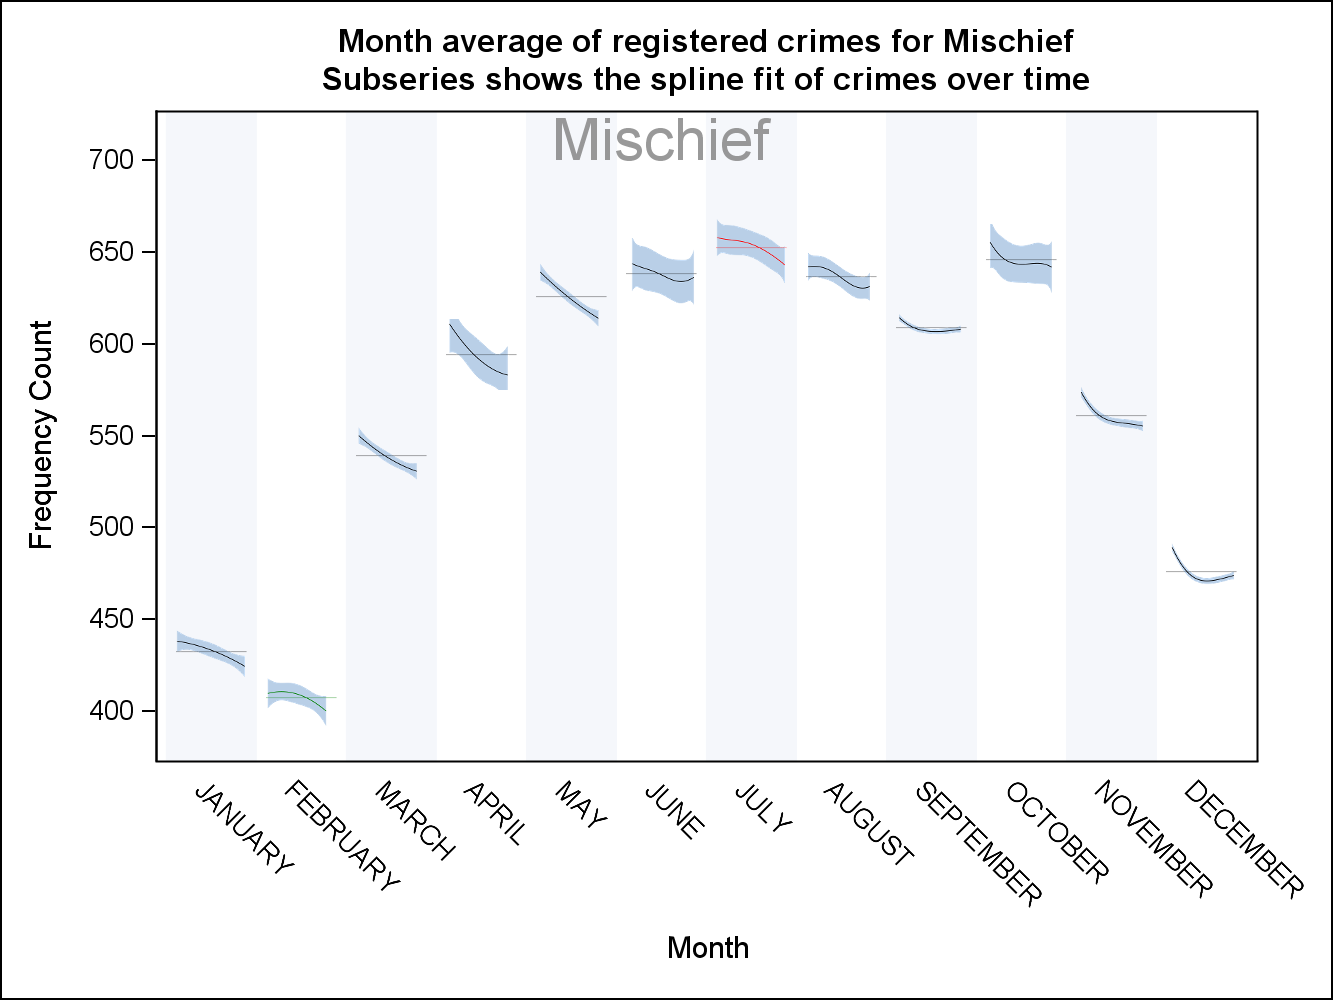 Month average of registered crimes for Mischief
Subseries shows the spline fit of crimes over time
Mischief
700
650
600
550
500
450
400
Frequency Count
JANUARY
FEBRUARY
MARCH
APRIL
MAY
JUNE
JULY
AUGUST
SEPTEMBER
OCTOBER
NOVEMBER
DECEMBER
Month